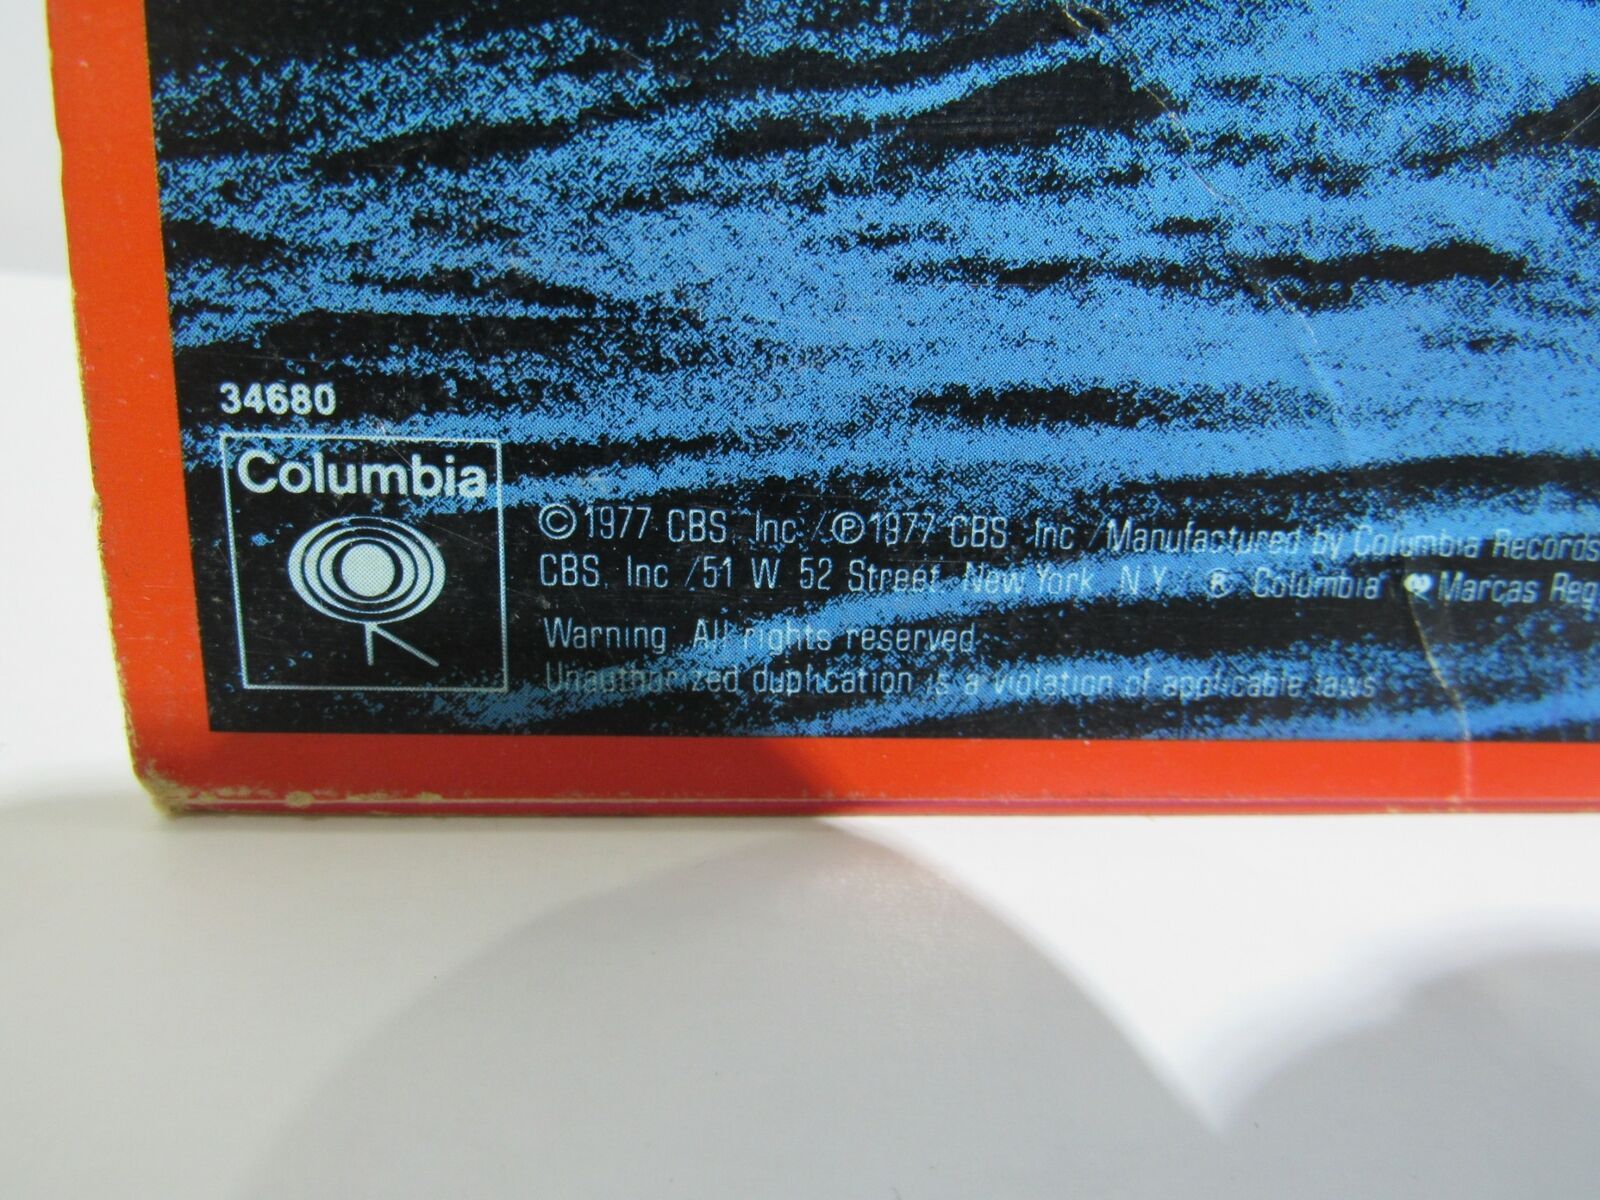 34680
Columbia
©1977 CBS, Inc./℗1977 CBS Inc./Manufactured by Columbia Records
CBS, Inc./51 W 52 Street, New York, N.Y. ® Columbia Marcas Reg
Warning: All rights reserved.
Unauthorized duplication is a violation of applicable laws